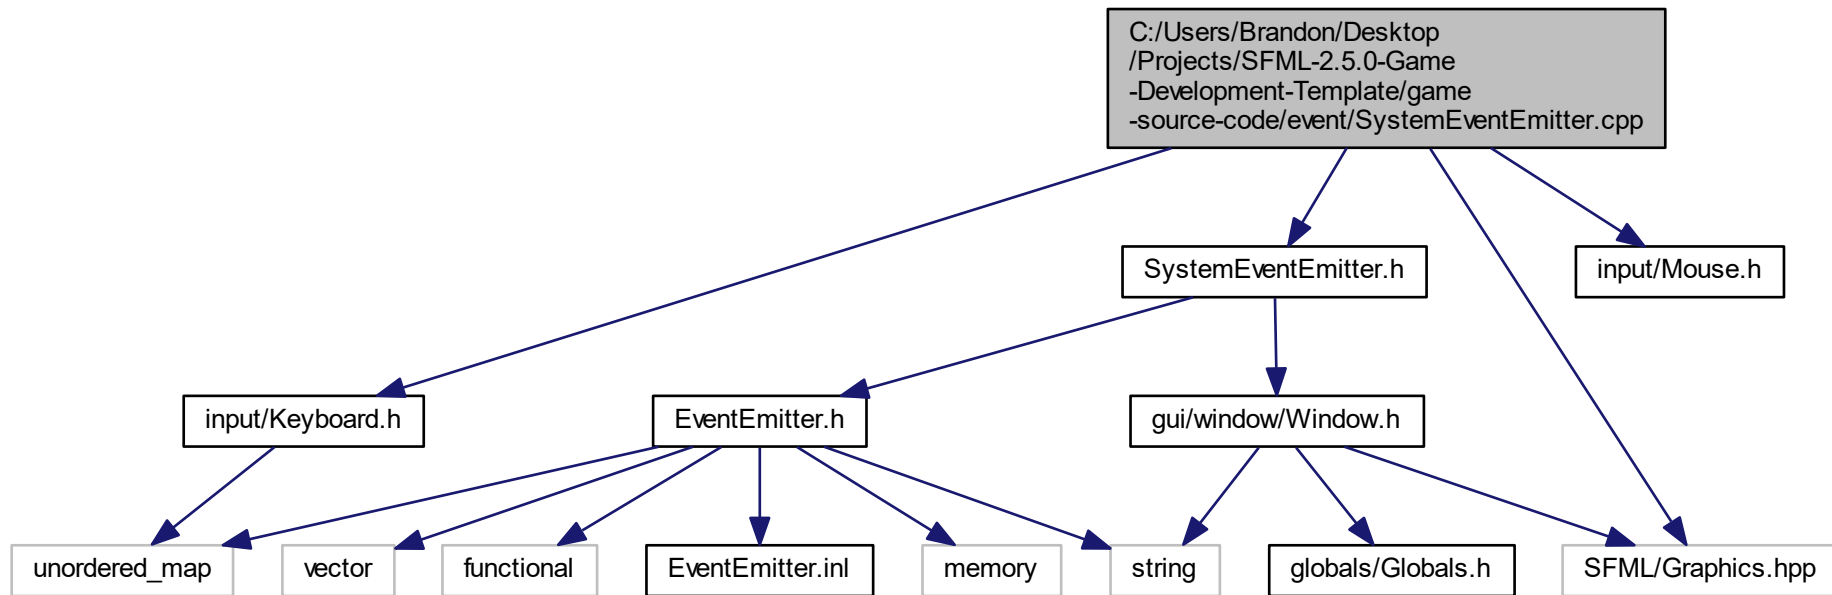 C:/Users/Brandon/Desktop
/Projects/SFML-2.5.0-Game
-Development-Template/game
-source-code/event/SystemEventEmitter.cpp
SystemEventEmitter.h
input/Mouse.h
input/Keyboard.h
EventEmitter.h
gui/window/Window.h
unordered_map
vector
functional
EventEmitter.inl
memory
string
globals/Globals.h
SFML/Graphics.hpp